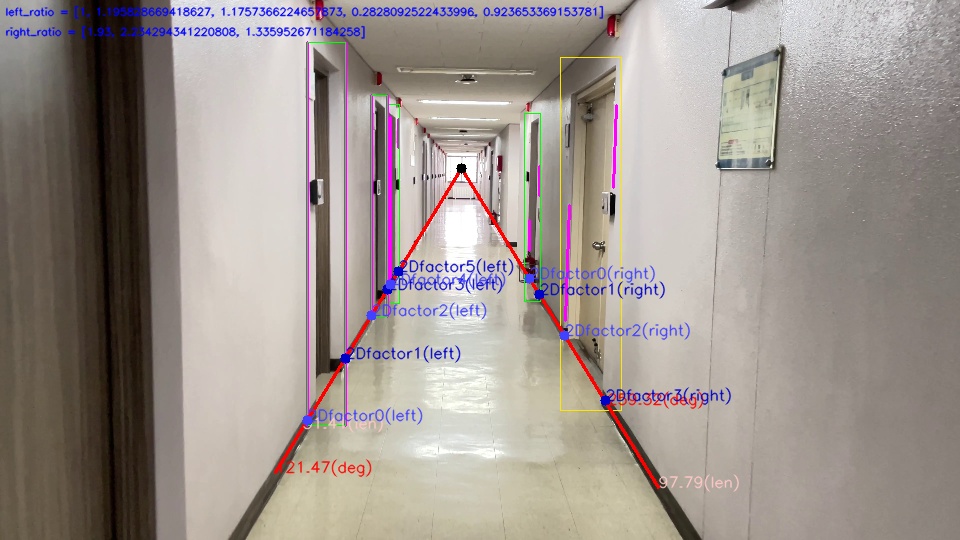 left_ratio = [1, 1.195828669418627, 1.1757366224657873, 0.2828092522433996, 0.923653369153781]
right_ratio = [1.93, 2.234294341220808, 1.335952671184258]
2Dfactor5(left)
2Dfactor0(right)
2Dfactor3(left)
2Dfactor1(right)
2Dfactor2(left)
2Dfactor2(right)
2Dfactor1(left)
2Dfactor3(right)
2Dfactor0(left)
21.47(deg)
97.79(len)